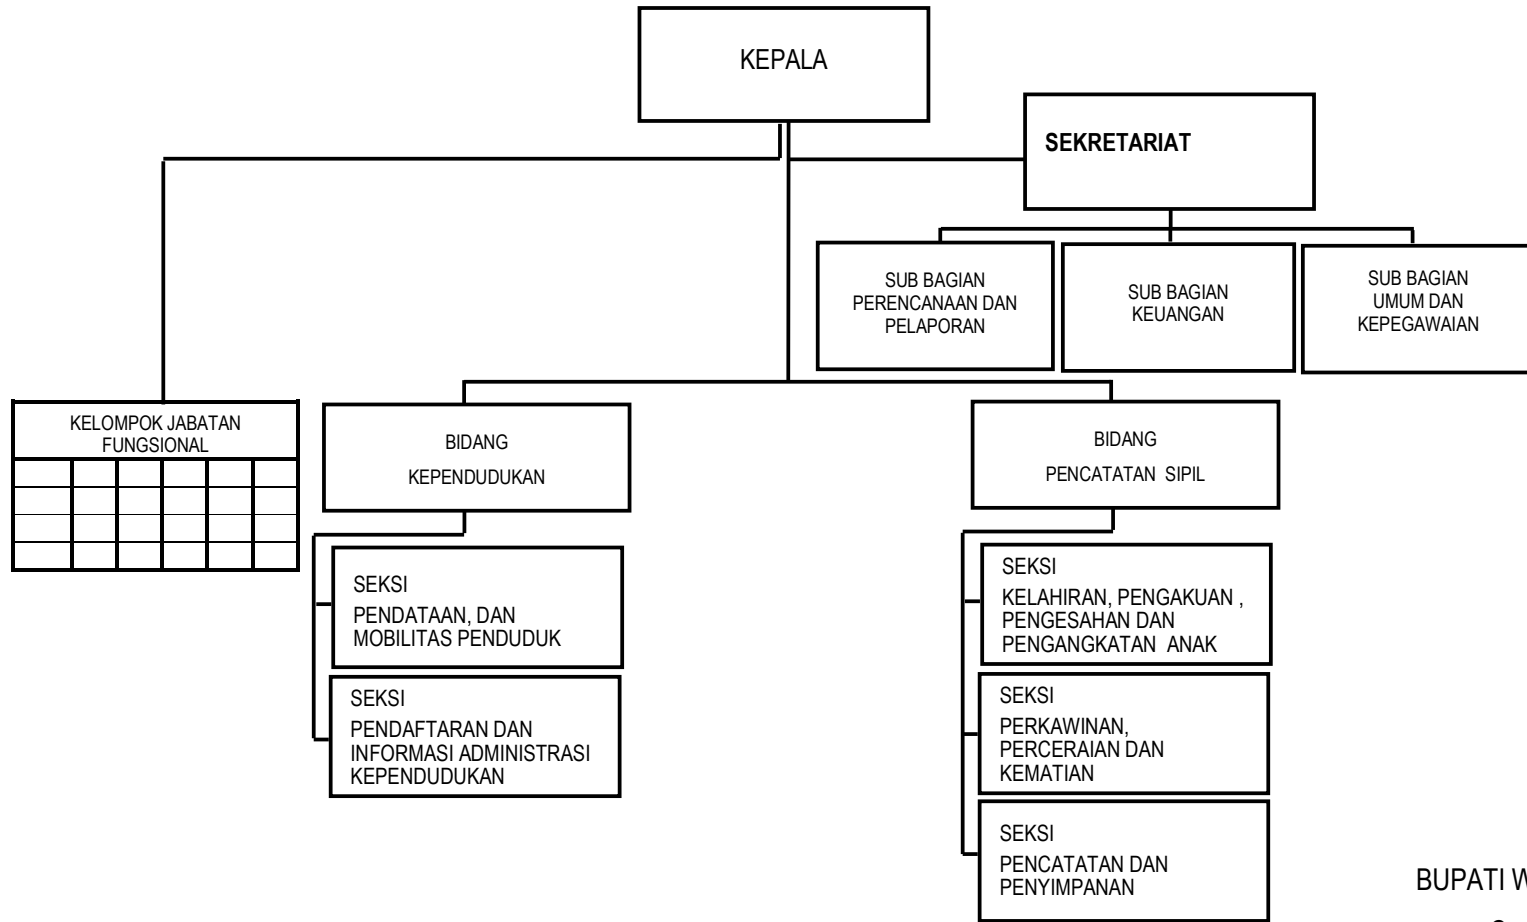 KEPALA
SEKRETARIAT
SUB BAGIAN
PERENCANAAN DAN
PELAPORAN
SUB BAGIAN
KEUANGAN
SUB BAGIAN
UMUM DAN
KEPEGAWAIAN
KELOMPOK JABATAN
FUNGSIONAL
BIDANG
KEPENDUDUKAN
BIDANG
PENCATATAN SIPIL
SEKSI
PENDATAAN, DAN
MOBILITAS PENDUDUK
SEKSI
PENDAFTARAN DAN
INFORMASI ADMINISTRASI
KEPENDUDUKAN
SEKSI
KELAHIRAN, PENGAKUAN ,
PENGESAHAN DAN
PENGANGKATAN ANAK
SEKSI
PERKAWINAN,
PERCERAIAN DAN
KEMATIAN
SEKSI
PENCATATAN DAN
PENYIMPANAN
BUPATI W